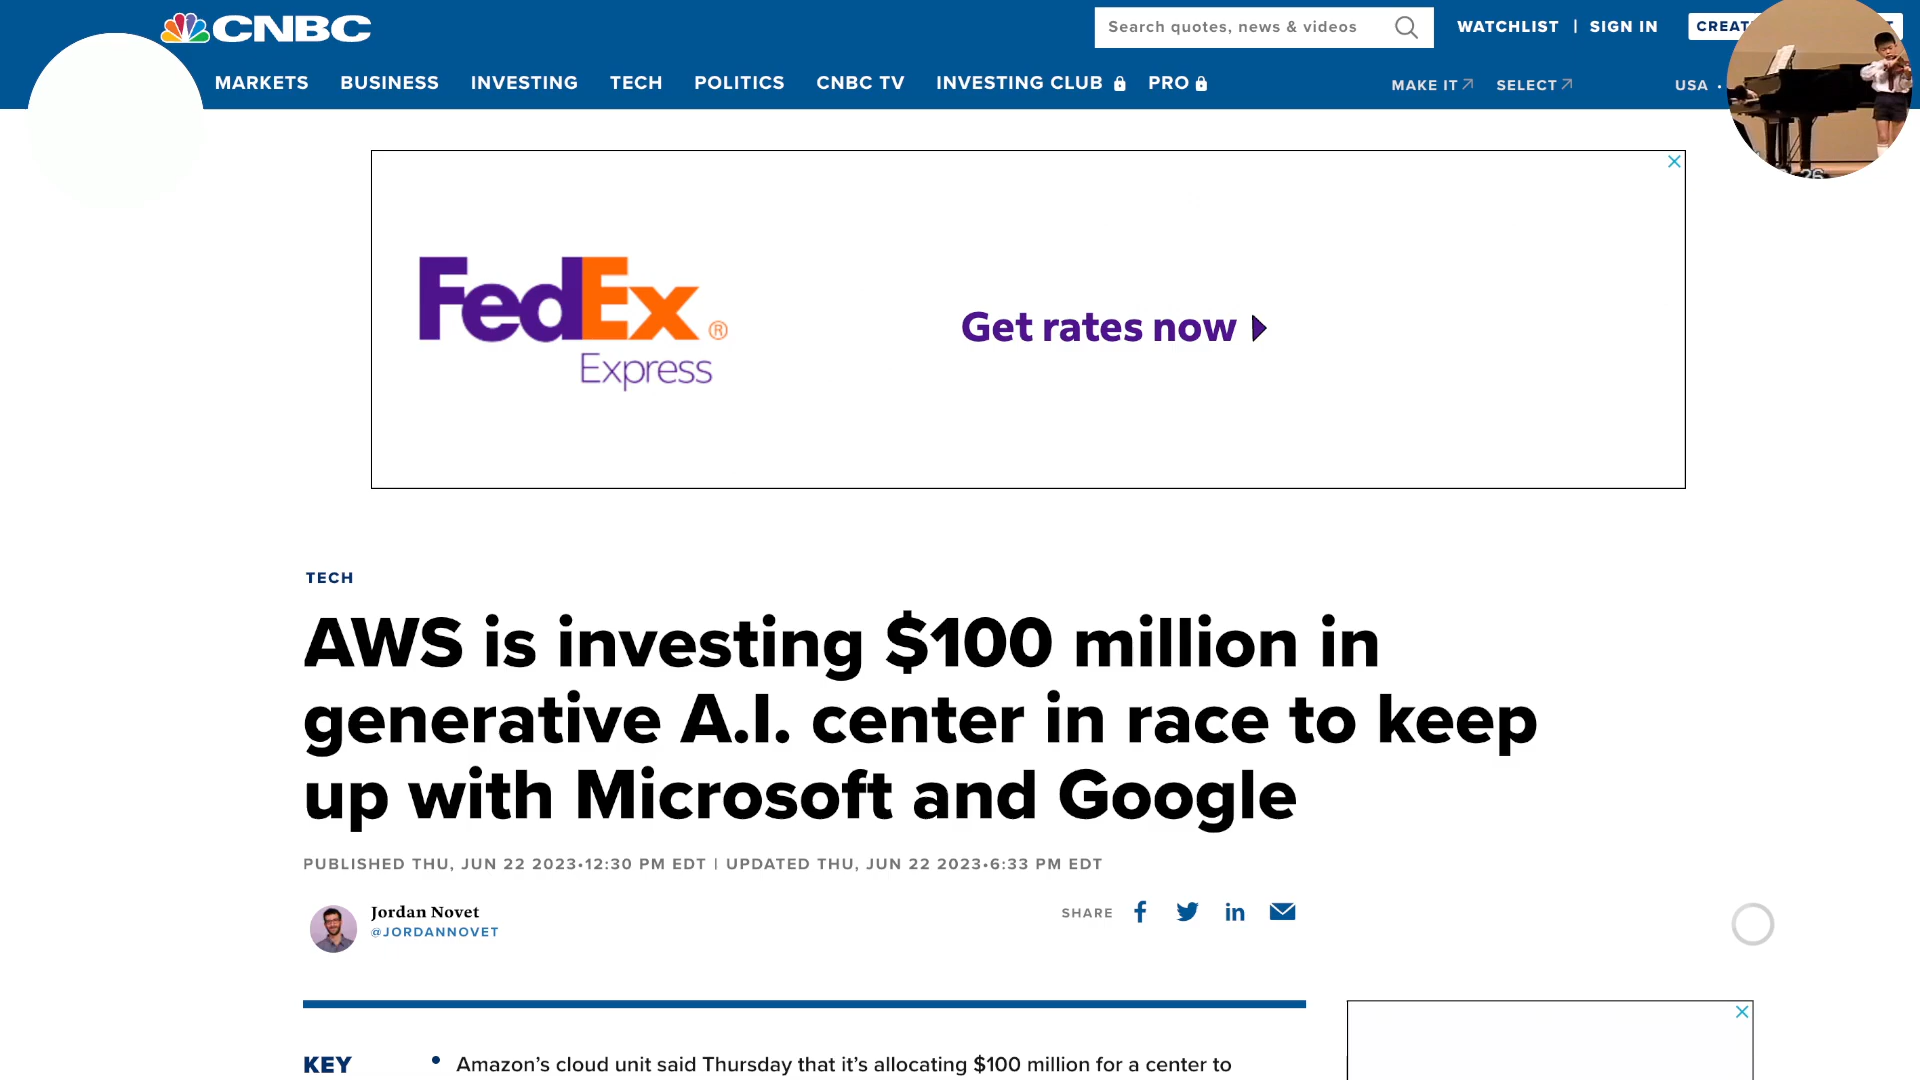 CNBC
Search quotes, news & videos
WATCHLIST | SIGN IN
MARKETS BUSINESS INVESTING TECH POLITICS CNBC TV INVESTING CLUB PRO
MAKE IT SELECT USA
FedEx®
Express
Get rates now
TECH
AWS is investing $100 million in
generative A.I. center in race to keep
up with Microsoft and Google
PUBLISHED THU, JUN 22 2023•12:30 PM EDT | UPDATED THU, JUN 22 2023•6:33 PM EDT
Jordan Novet
@JORDANNOVET
SHARE
KEY
• Amazon’s cloud unit said Thursday that it’s allocating $100 million for a center to